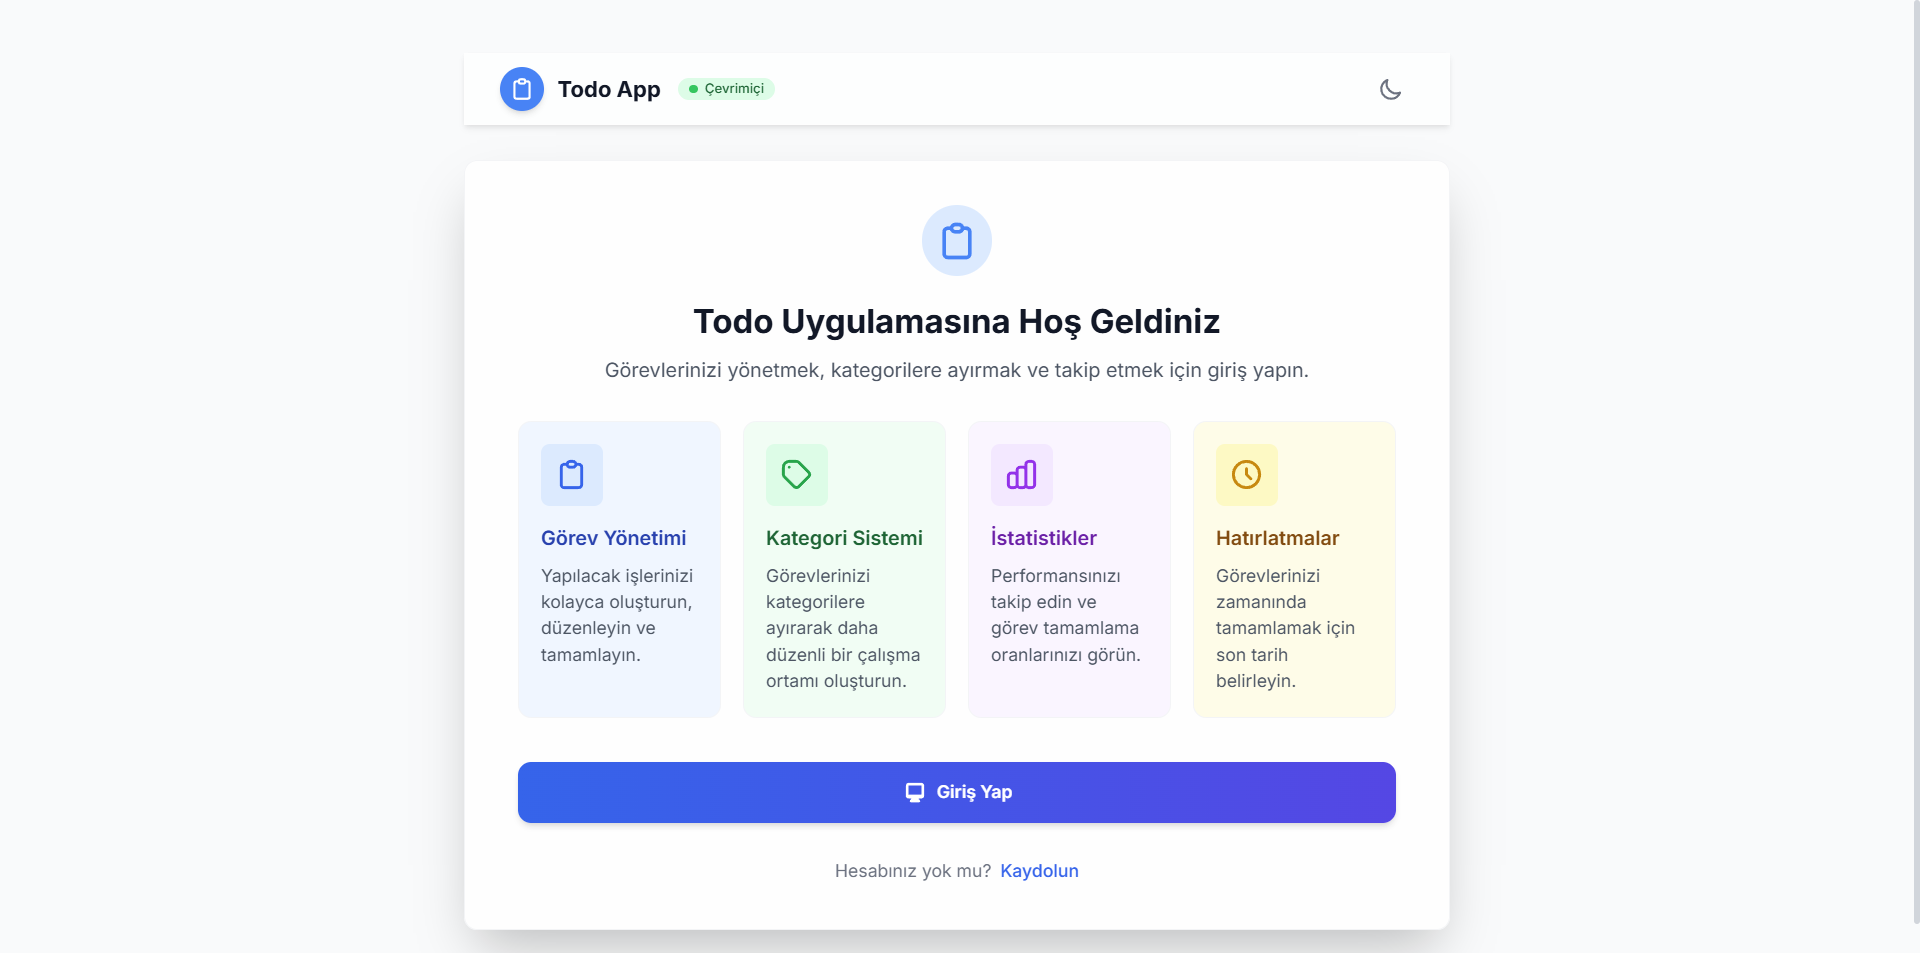 Todo App
Çevrimiçi
Todo Uygulamasına Hoş Geldiniz
Görevlerinizi yönetmek, kategorilere ayırmak ve takip etmek için giriş yapın.
Görev Yönetimi
Yapılacak işlerinizi
kolayca oluşturun,
düzenleyin ve
tamamlayın.
Kategori Sistemi
Görevlerinizi
kategorilere
ayırarak daha
düzenli bir çalışma
ortamı oluşturun.
İstatistikler
Performansınızı
takip edin ve
görev tamamlama
oranlarınızı görün.
Hatırlatmalar
Görevlerinizi
zamanında
tamamlamak için
son tarih
belirleyin.
Giriş Yap
Hesabınız yok mu? Kaydolun